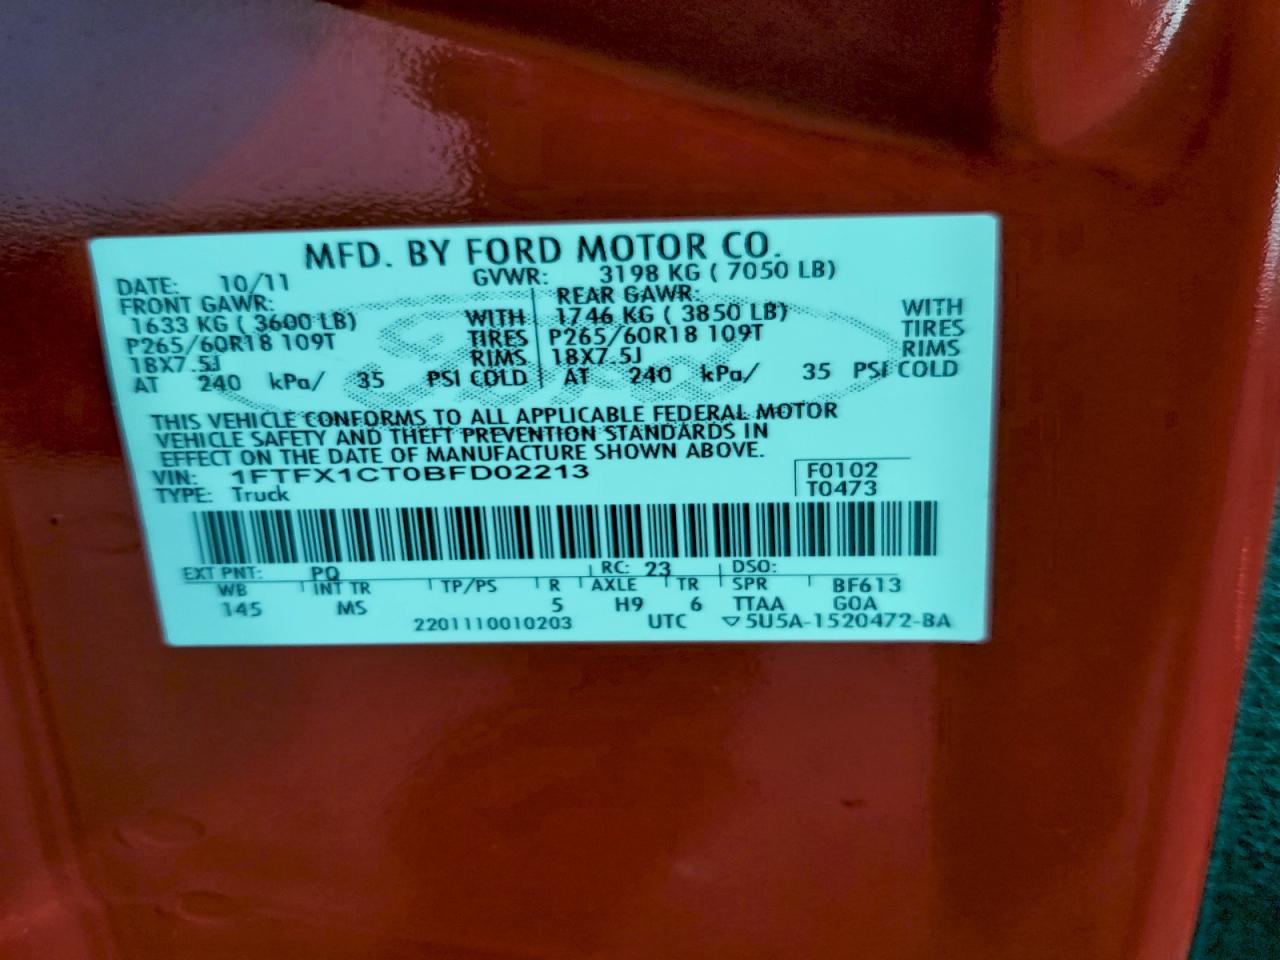 MFD. BY FORD MOTOR CO.
DATE: 10/11 GVWR: 3198 KG ( 7050 LB)
FRONT GAWR: REAR GAWR:
1633 KG ( 3600 LB) WITH 1746 KG ( 3850 LB) WITH
P265/60R18 109T TIRES P265/60R18 109T TIRES
18X7.5J RIMS 18X7.5J RIMS
AT 240 kPa/ 35 PSI COLD AT 240 kPa/ 35 PSI COLD
THIS VEHICLE CONFORMS TO ALL APPLICABLE FEDERAL MOTOR
VEHICLE SAFETY AND THEFT PREVENTION STANDARDS IN
EFFECT ON THE DATE OF MANUFACTURE SHOWN ABOVE.
VIN: 1FTFX1CT0BFD02213 F0102
TYPE: Truck T0473
EXT PNT: PQ RC: 23 DSO:
WB INT TR TP/PS R AXLE TR SPR BF613
145 MS 5 H9 6 TTAA GOA
2201110010203 UTC ▽5U5A-1520472-BA